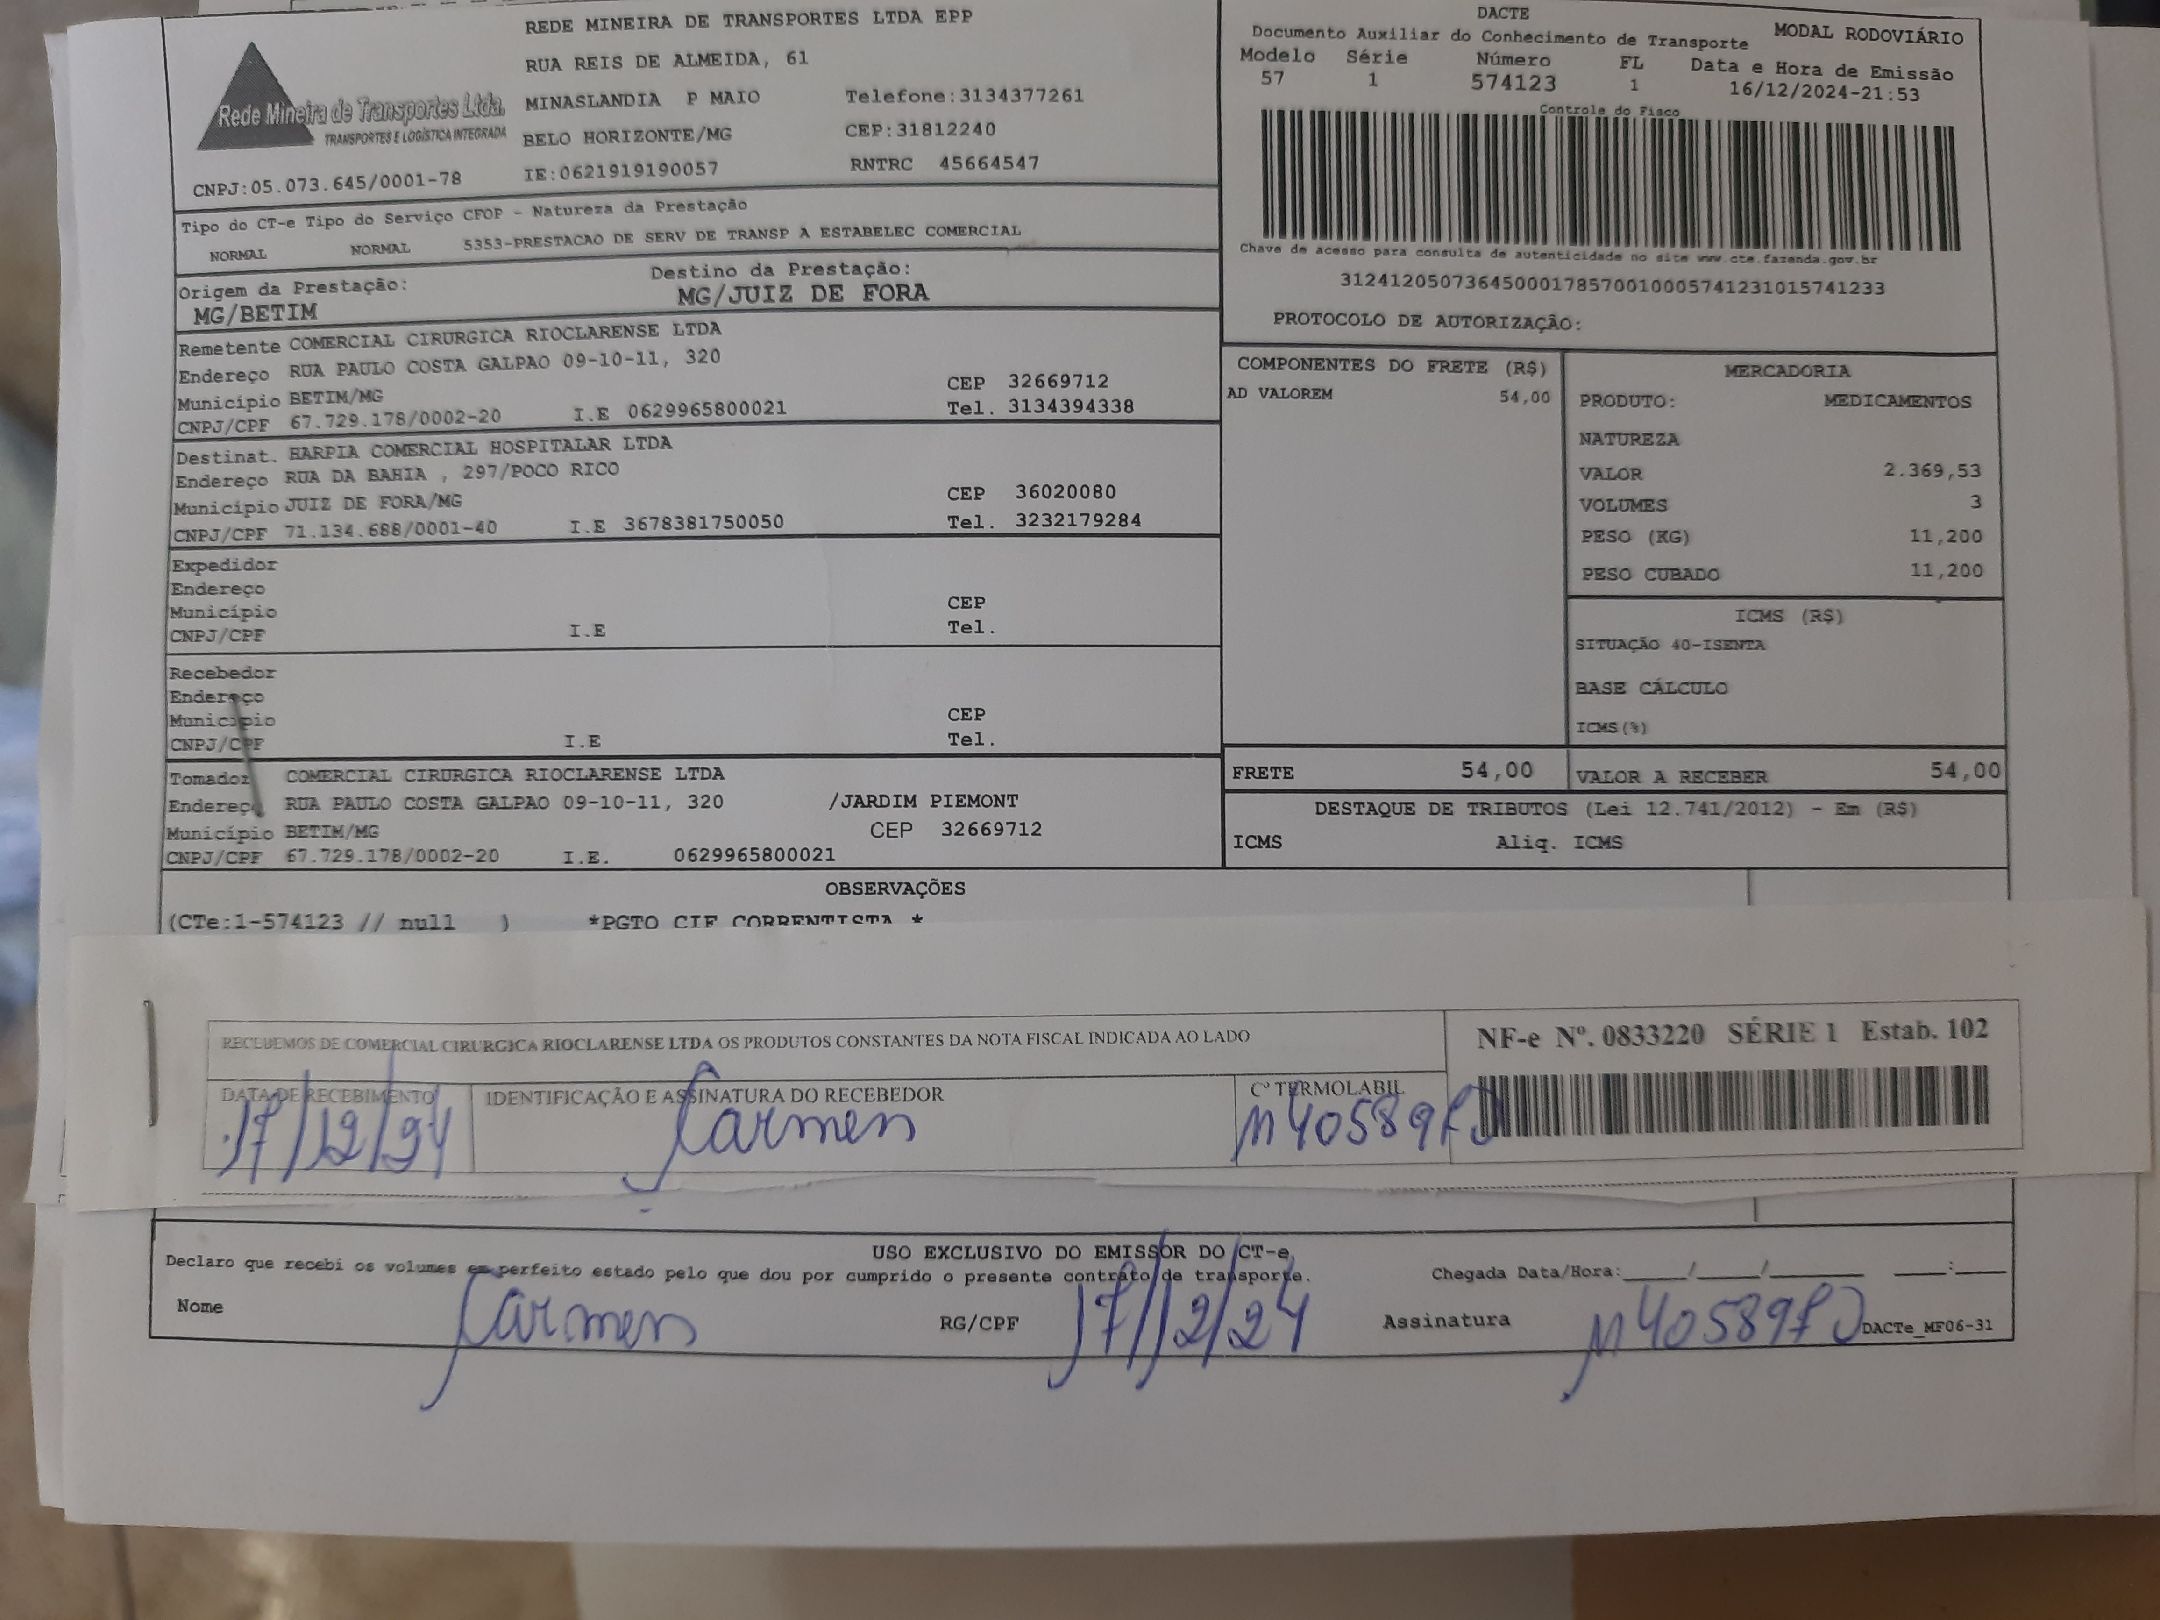 REDE MINEIRA DE TRANSPORTES LTDA EPP
RUA REIS DE ALMEIDA, 61
MINASLANDIA P MAIO Telefone:3134377261
BELO HORIZONTE/MG CEP:31812240
IE:0621919190057 RNTRC 45664547
Rede Mineira de Transportes Ltda.
TRANSPORTES E LOGÍSTICA INTEGRADA
CNPJ:05.073.645/0001-78
DACTE
Documento Auxiliar do Conhecimento de Transporte MODAL RODOVIÁRIO
Modelo Série Número FL Data e Hora de Emissão
57 1 574123 1 16/12/2024-21:53
Controle do Fisco
Chave de acesso para consulta de autenticidade no site www.cte.fazenda.gov.br
31241205073645000178570010005741231015741233
PROTOCOLO DE AUTORIZAÇÃO:
Tipo do CT-e Tipo do Serviço CFOP - Natureza da Prestação
NORMAL NORMAL 5353-PRESTACAO DE SERV DE TRANSP A ESTABELEC COMERCIAL
Origem da Prestação: Destino da Prestação:
MG/BETIM MG/JUIZ DE FORA
Remetente COMERCIAL CIRURGICA RIOCLARENSE LTDA
Endereço RUA PAULO COSTA GALPAO 09-10-11, 320
Município BETIM/MG CEP 32669712
CNPJ/CPF 67.729.178/0002-20 I.E 0629965800021 Tel. 3134394338
Destinat. HARPIA COMERCIAL HOSPITALAR LTDA
Endereço RUA DA BAHIA , 297/POCO RICO
Município JUIZ DE FORA/MG CEP 36020080
CNPJ/CPF 71.134.688/0001-40 I.E 3678381750050 Tel. 3232179284
Expedidor
Endereço
Município CEP
CNPJ/CPF I.E Tel.
Recebedor
Endereço
Município CEP
CNPJ/CPF I.E Tel.
Tomador COMERCIAL CIRURGICA RIOCLARENSE LTDA
Endereço RUA PAULO COSTA GALPAO 09-10-11, 320 /JARDIM PIEMONT
Município BETIM/MG CEP 32669712
CNPJ/CPF 67.729.178/0002-20 I.E. 0629965800021
COMPONENTES DO FRETE (R$)
AD VALOREM 54,00
MERCADORIA
PRODUTO: MEDICAMENTOS
NATUREZA
VALOR 2.369,53
VOLUMES 3
PESO (KG) 11,200
PESO CUBADO 11,200
ICMS (R$)
SITUAÇÃO 40-ISENTA
BASE CÁLCULO
ICMS(%)
FRETE 54,00 VALOR A RECEBER 54,00
DESTAQUE DE TRIBUTOS (Lei 12.741/2012) - Em (R$)
ICMS Aliq. ICMS
OBSERVAÇÕES
(CTe:1-574123 // null ) *PGTO CIF CORRENTISTA *
RECEBEMOS DE COMERCIAL CIRURGICA RIOCLARENSE LTDA OS PRODUTOS CONSTANTES DA NOTA FISCAL INDICADA AO LADO
NF-e Nº. 0833220 SÉRIE 1 Estab. 102
DATA DE RECEBIMENTO IDENTIFICAÇÃO E ASSINATURA DO RECEBEDOR Cº TERMOLABIL
17/12/24 Carmen
USO EXCLUSIVO DO EMISSOR DO CT-e
Declaro que recebi os volumes em perfeito estado pelo que dou por cumprido o presente contrato de transporte. Chegada Data/Hora:____/____/______ ____:____
Nome Carmen RG/CPF 17/12/24 Assinatura
DACTe_MF06-31